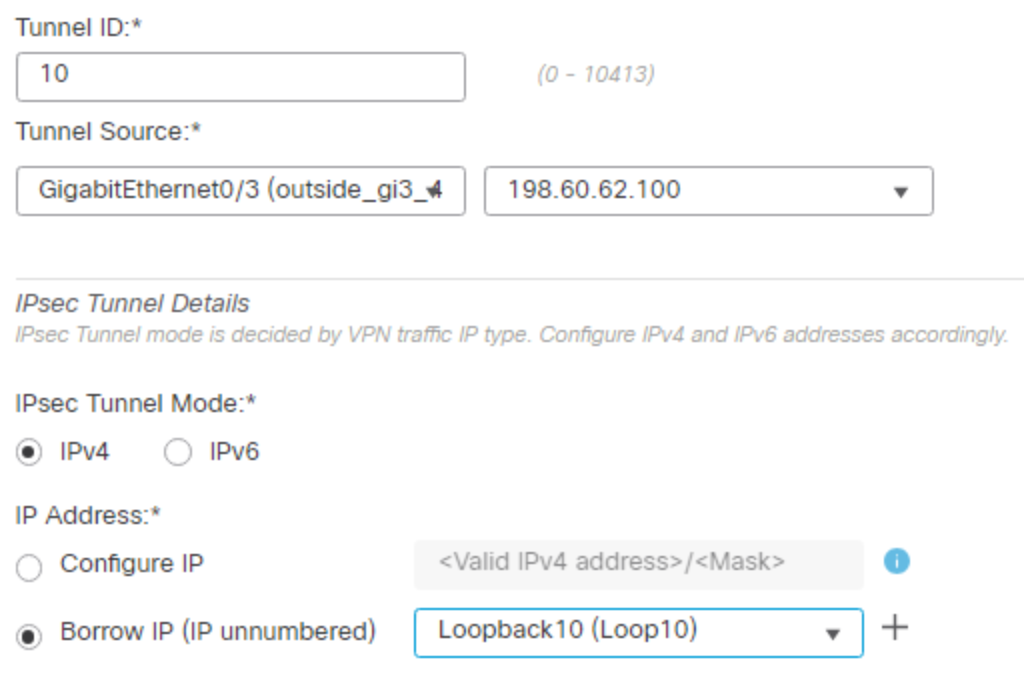 Tunnel ID:*
10 (0 - 10413)
Tunnel Source:*
GigabitEthernet0/3 (outside_gi3_4 198.60.62.100
IPsec Tunnel Details
IPsec Tunnel mode is decided by VPN traffic IP type. Configure IPv4 and IPv6 addresses accordingly.
IPsec Tunnel Mode:*
IPv4 IPv6
IP Address:*
Configure IP <Valid IPv4 address>/<Mask>
Borrow IP (IP unnumbered) Loopback10 (Loop10)